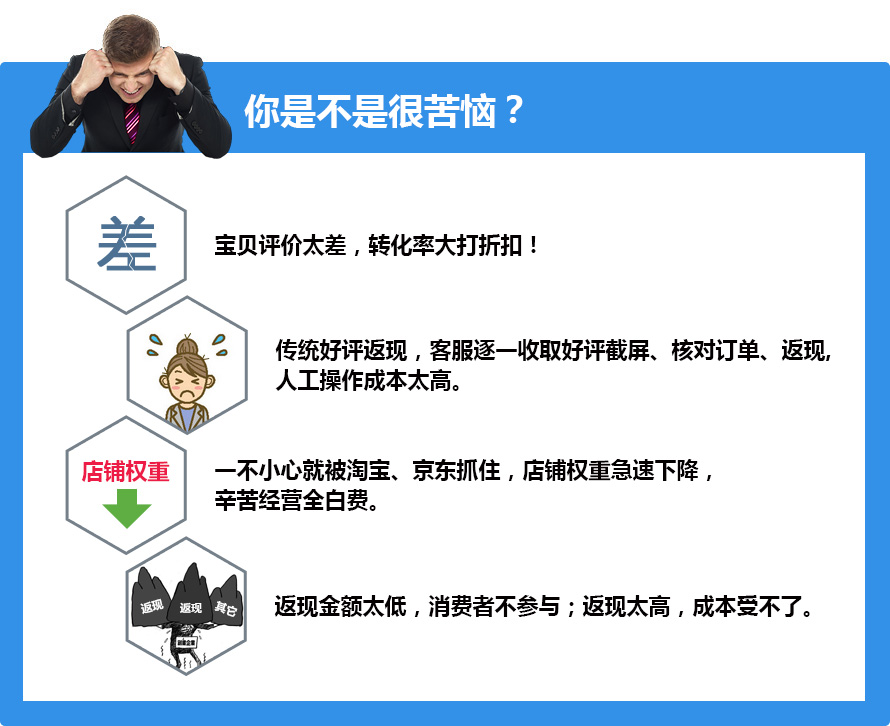 你是不是很苦恼？
差
宝贝评价太差，转化率大打折扣！
传统好评返现，客服逐一收取好评截屏、核对订单、返现,
人工操作成本太高。
店铺权重
一不小心就被淘宝、京东抓住，店铺权重急速下降，
辛苦经营全白费。
返现 返现 其它
返现金额太低，消费者不参与；返现太高，成本受不了。